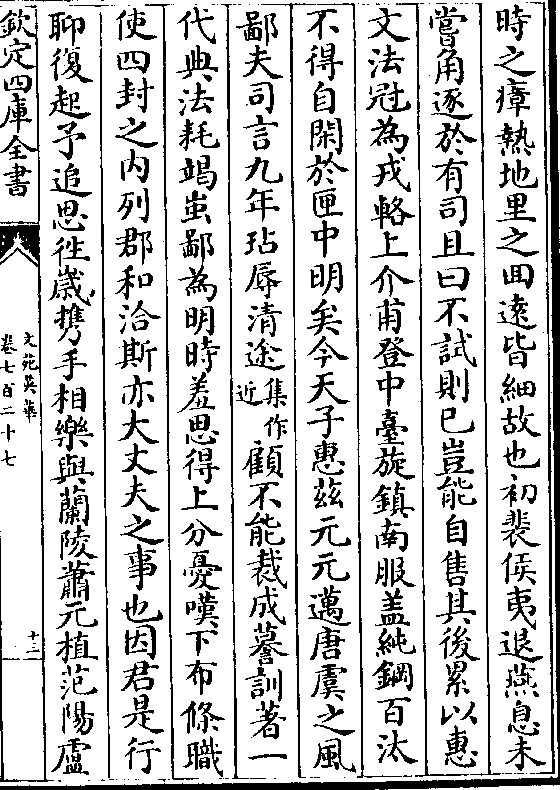 時之瘴熱地里之囬遠皆細故也初裴侯夷退燕息未
嘗角逐於有司且曰不試則已豈能自售其後累以惠
文法冠為戎輅上介甫登中臺旋鎮南服盖純鋼百汰
不得自閑於匣中明矣今天子惠茲元元邁唐虞之風
鄙夫司言九年玷辱清途集作近顧不能裁成謩訓著一
代典法耗竭蚩鄙為明時羞思得上分憂嘆下布條職
使四封之内列郡和洽斯亦大丈夫之事也因君是行
聊復起予追思徃歳携手相樂與蘭陵蕭元植范陽盧
欽定四庫全書
文苑英華
卷七百二十七
十三